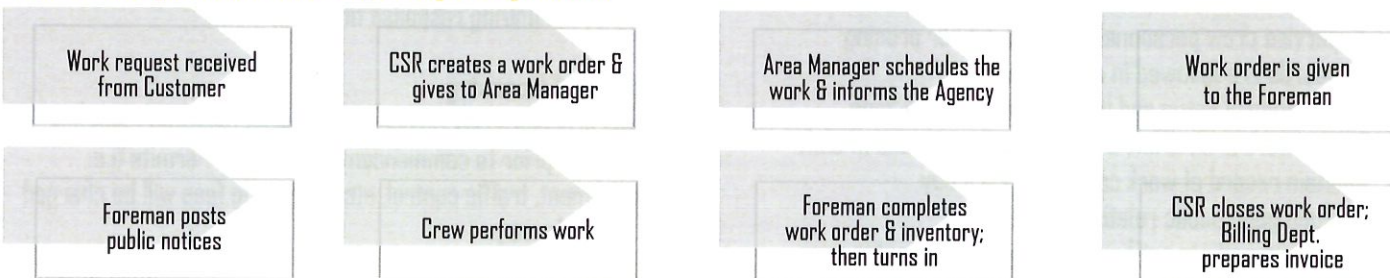 Work request received
from Customer
CSR creates a work order &
gives to Area Manager
Area Manager schedules the
work & informs the Agency
Work order is given
to the Foreman
Foreman posts
public notices
Crew performs work
Foreman completes
work order & inventory;
then turns in
CSR closes work order;
Billing Dept.
prepares invoice